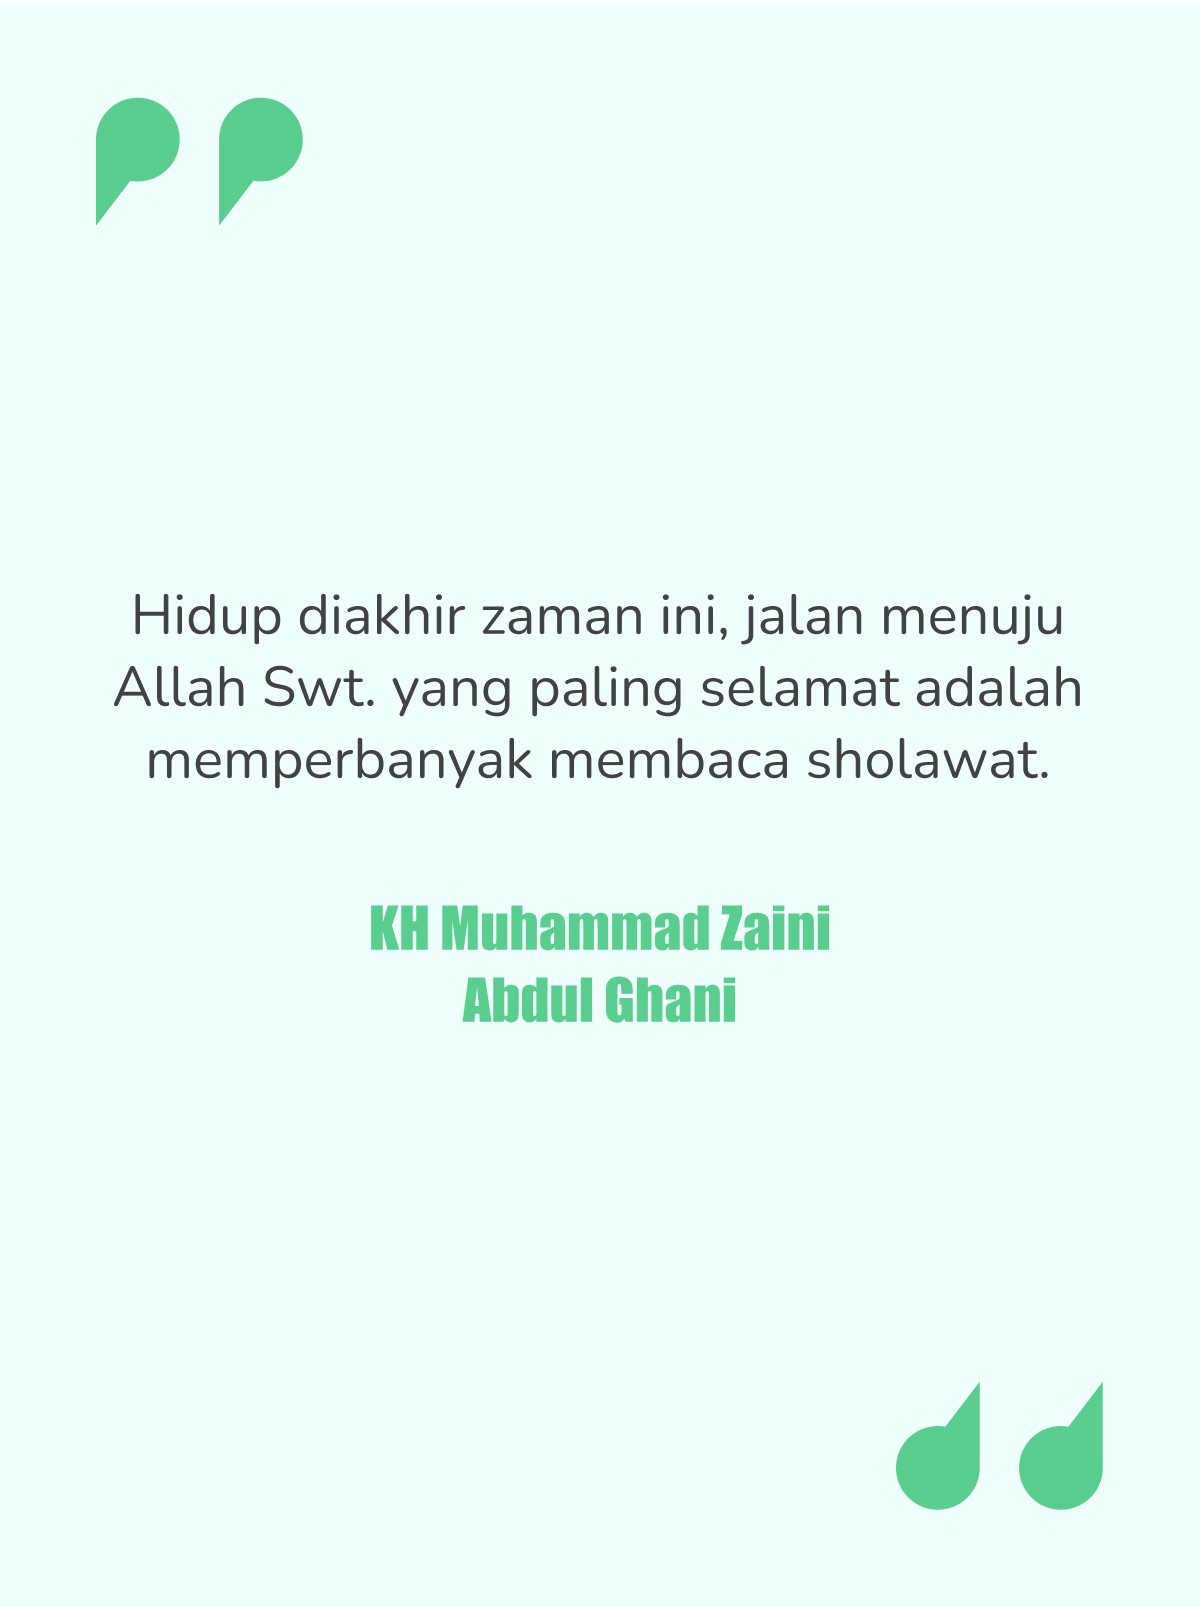 Hidup diakhir zaman ini, jalan menuju
Allah Swt. yang paling selamat adalah
memperbanyak membaca sholawat.
KH Muhammad Zaini
Abdul Ghani